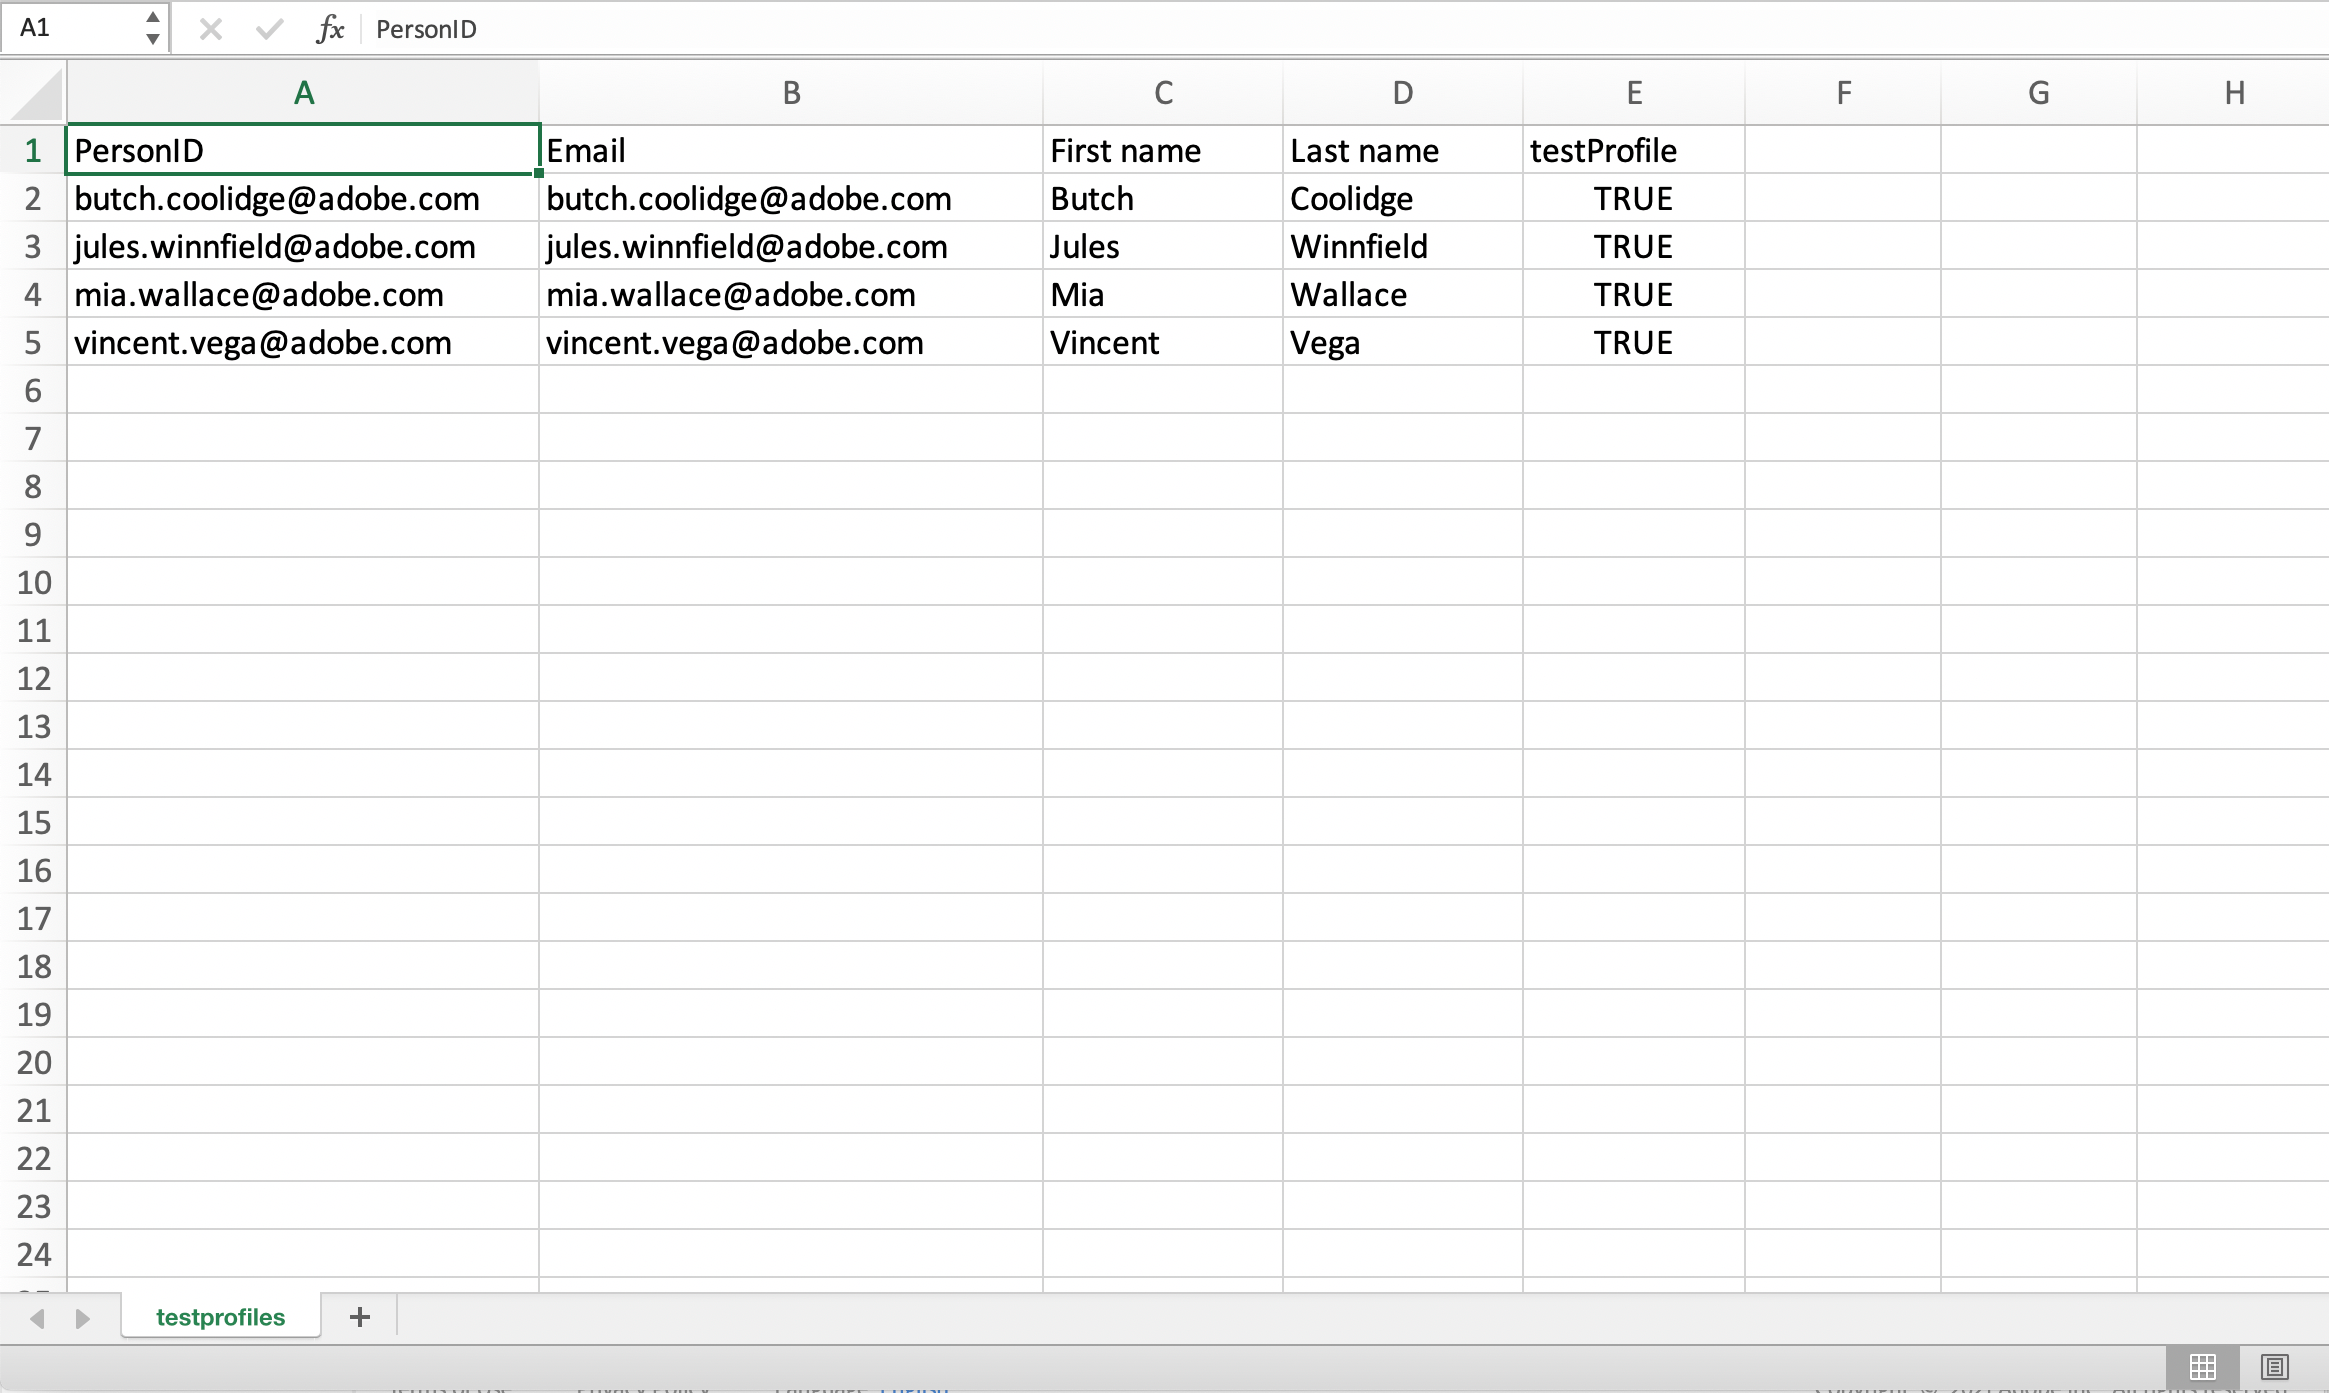 A1 fx PersonID
A B C D E F G H
1 PersonID Email First name Last name testProfile
2 butch.coolidge@adobe.com butch.coolidge@adobe.com Butch Coolidge TRUE
3 jules.winnfield@adobe.com jules.winnfield@adobe.com Jules Winnfield TRUE
4 mia.wallace@adobe.com mia.wallace@adobe.com Mia Wallace TRUE
5 vincent.vega@adobe.com vincent.vega@adobe.com Vincent Vega TRUE
6
7
8
9
10
11
12
13
14
15
16
17
18
19
20
21
22
23
24
testprofiles +